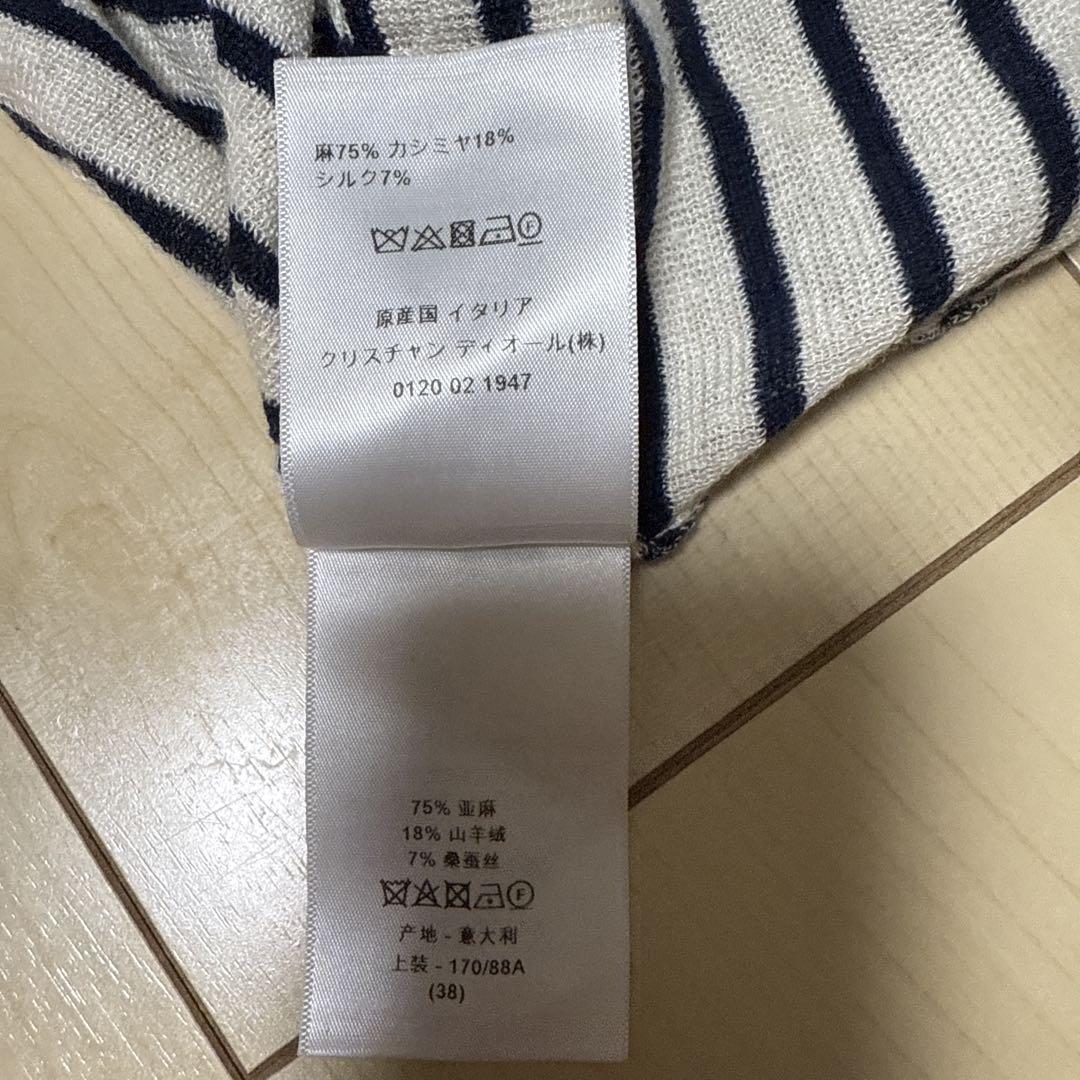 麻75% カシミヤ18%
シルク7%
F
原産国 イタリア
クリスチャン ディオール(株)
0120 02 1947
75% 亚麻
18% 山羊绒
7% 桑蚕丝
F
产地 - 意大利
上装 - 170/88A
(38)